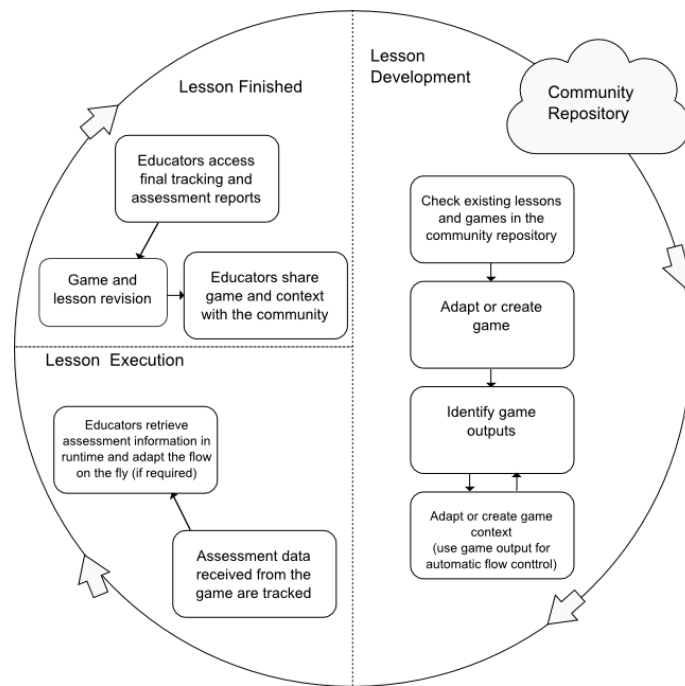 Lesson Finished
Educators access
final tracking and
assessment reports
Game and
lesson revision
Educators share
game and context
with the community
Lesson
Development
Community
Repository
Check existing lessons
and games in the
community repository
Adapt or create
game
Identify game
outputs
Adapt or create game
context
(use game output for
automatic flow conttrol)
Lesson Execution
Educators retrieve
assessment information in
runtime and adapt the flow
on the fly (if required)
Assessment data
received from the
game are tracked